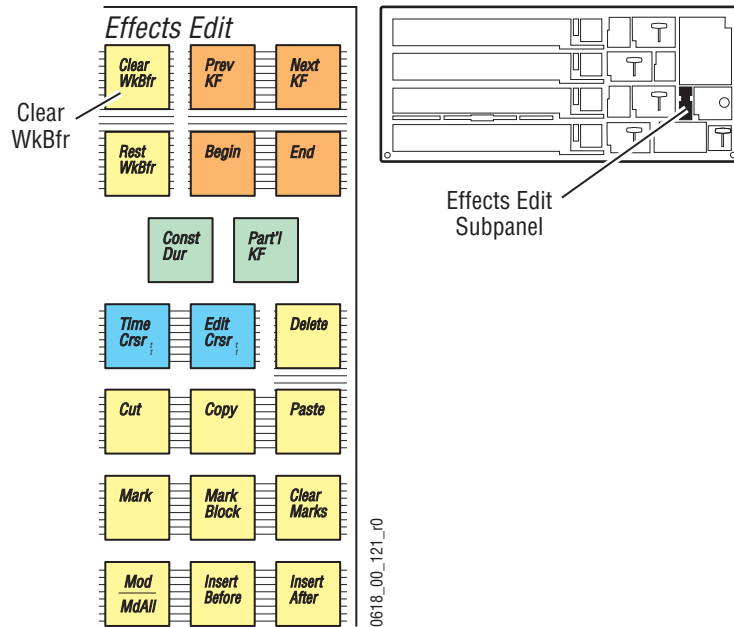 Effects Edit
Clear
WkBfr
Prev
KF
Next
KF
Clear
WkBfr
Rest
WkBfr
Begin
End
Const
Dur
Part'l
KF
Time
Crsr
Edit
Crsr
Delete
Cut
Copy
Paste
Mark
Mark
Block
Clear
Marks
Mod
MdAll
Insert
Before
Insert
After
Effects Edit
Subpanel
0618_00_121_r0